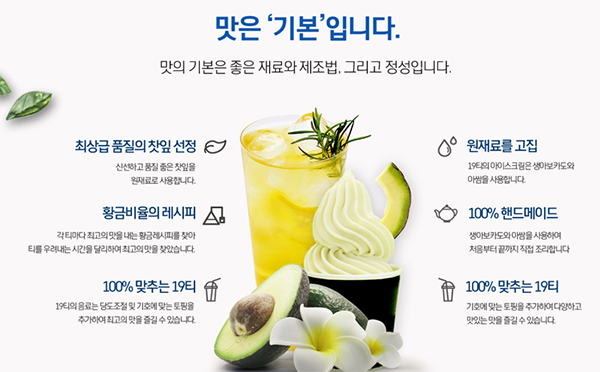 맛은 ‘기본’입니다.
맛의 기본은 좋은 재료와 제조법, 그리고 정성입니다.
최상급 품질의 찻잎 선정
신선하고 품질 좋은 찻잎을
원재료로 사용합니다.
황금비율의 레시피
각 티마다 최고의 맛을 내는 황금레시피를 찾아
티를 우려내는 시간을 달리하여 최고의 맛을 찾았습니다.
100% 맞추는 19티
19티의 음료는 당도조절 및 기호에 맞는 토핑을
추가하여 최고의 맛을 즐길 수 있습니다.
원재료를 고집
19티의 아이스크림은 생아보카도와
아쌈을 사용합니다.
100% 핸드메이드
생아보카도와 아쌈을 사용하여
처음부터 끝까지 직접 조리합니다
100% 맞추는 19티
기호에 맞는 토핑을 추가하여 다양하고
맛있는 맛을 즐길 수 있습니다.